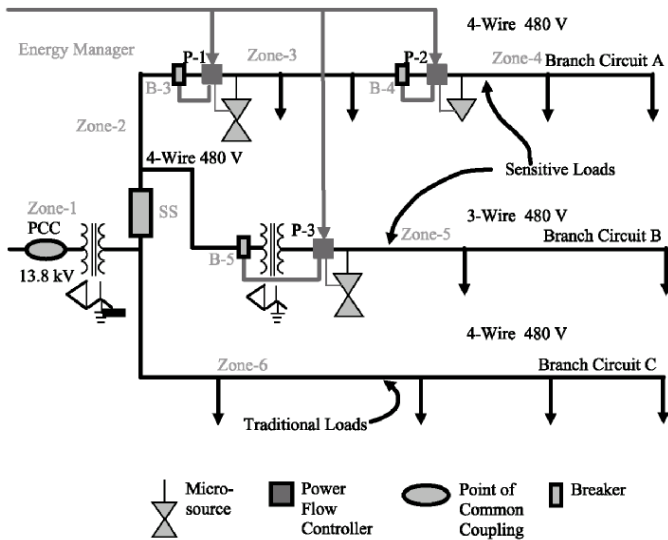 4-Wire 480 V
Energy Manager
P-1
Zone-3
P-2
Zone-4
Branch Circuit A
B-3
B-4
Zone-2
4-Wire 480 V
Sensitive Loads
Zone-1
PCC
SS
P-3
3-Wire 480 V
Zone-5
Branch Circuit B
B-5
13.8 kV
4-Wire 480 V
Zone-6
Branch Circuit C
Traditional Loads
Micro-
source
Power
Flow
Controller
Point of
Common
Coupling
Breaker